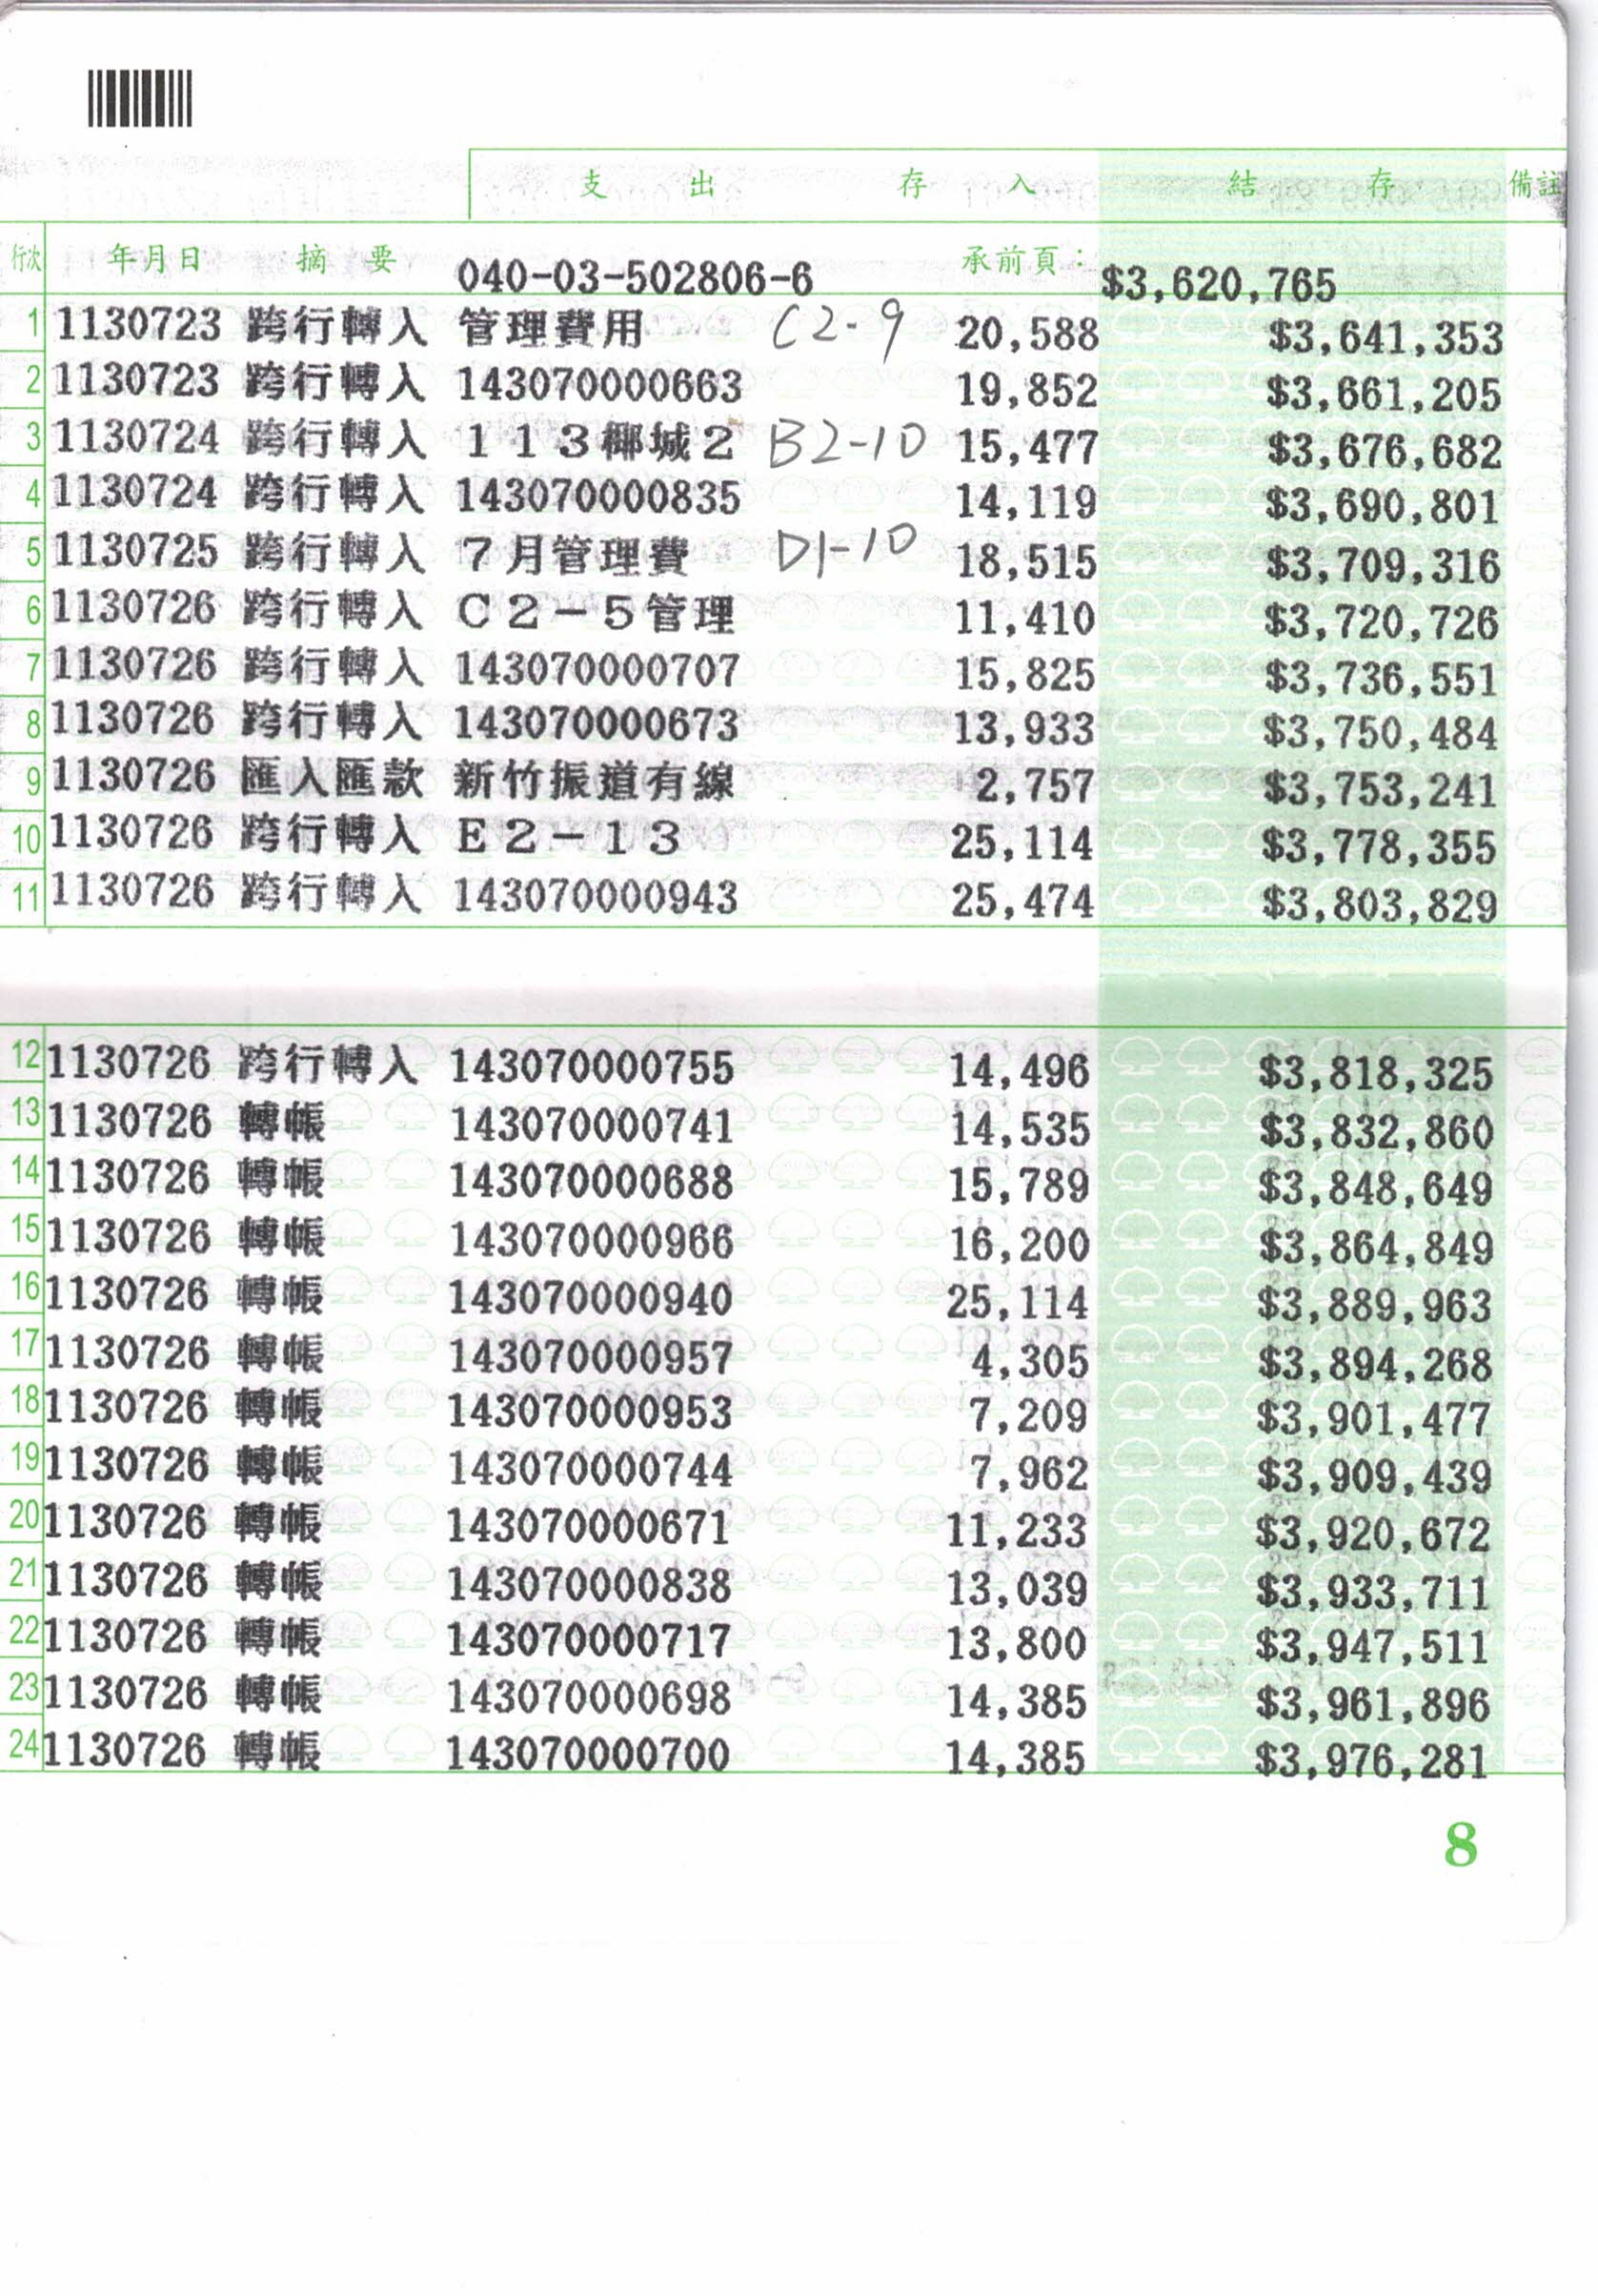 支 出 存 入 結 存 備註
行次 年月日 摘 要 040-03-502806-6 承前頁： $3,620,765
1 1130723 跨行轉入 管理費用 C2-9 20,588 $3,641,353
2 1130723 跨行轉入 143070000663 19,852 $3,661,205
3 1130724 跨行轉入 １１３椰城２ B2-10 15,477 $3,676,682
4 1130724 跨行轉入 143070000835 14,119 $3,690,801
5 1130725 跨行轉入 ７月管理費 D1-10 18,515 $3,709,316
6 1130726 跨行轉入 Ｃ２－５管理 11,410 $3,720,726
7 1130726 跨行轉入 143070000707 15,825 $3,736,551
8 1130726 跨行轉入 143070000673 13,933 $3,750,484
9 1130726 匯入匯款 新竹振道有線 2,757 $3,753,241
10 1130726 跨行轉入 Ｅ２－１３ 25,114 $3,778,355
11 1130726 跨行轉入 143070000943 25,474 $3,803,829
12 1130726 跨行轉入 143070000755 14,496 $3,818,325
13 1130726 轉帳 143070000741 14,535 $3,832,860
14 1130726 轉帳 143070000688 15,789 $3,848,649
15 1130726 轉帳 143070000966 16,200 $3,864,849
16 1130726 轉帳 143070000940 25,114 $3,889,963
17 1130726 轉帳 143070000957 4,305 $3,894,268
18 1130726 轉帳 143070000953 7,209 $3,901,477
19 1130726 轉帳 143070000744 7,962 $3,909,439
20 1130726 轉帳 143070000671 11,233 $3,920,672
21 1130726 轉帳 143070000838 13,039 $3,933,711
22 1130726 轉帳 143070000717 13,800 $3,947,511
23 1130726 轉帳 143070000698 14,385 $3,961,896
24 1130726 轉帳 143070000700 14,385 $3,976,281
8